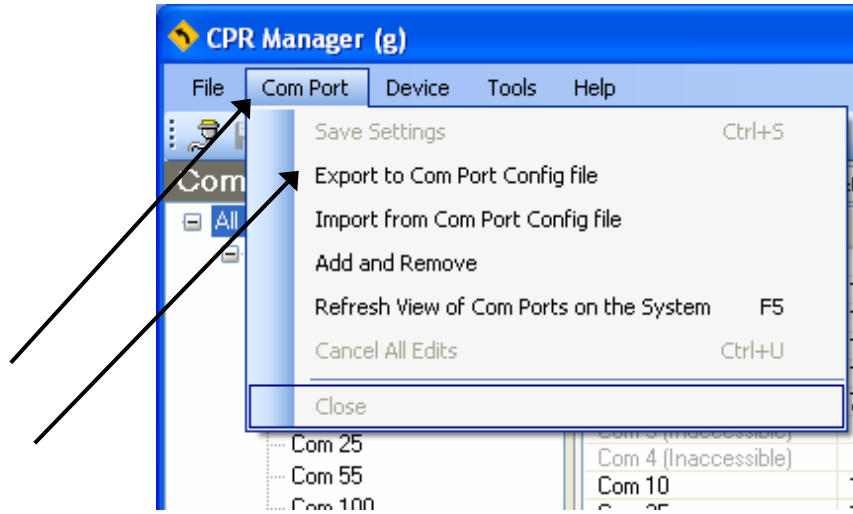 CPR Manager (g)
File Com Port Device Tools Help
Save Settings Ctrl+S
Com
Export to Com Port Config file
All
Import from Com Port Config file
Add and Remove
Refresh View of Com Ports on the System F5
Cancel All Edits Ctrl+U
Close
Com 25
Com 4 (Inaccessible)
Com 55
Com 10
Com 100